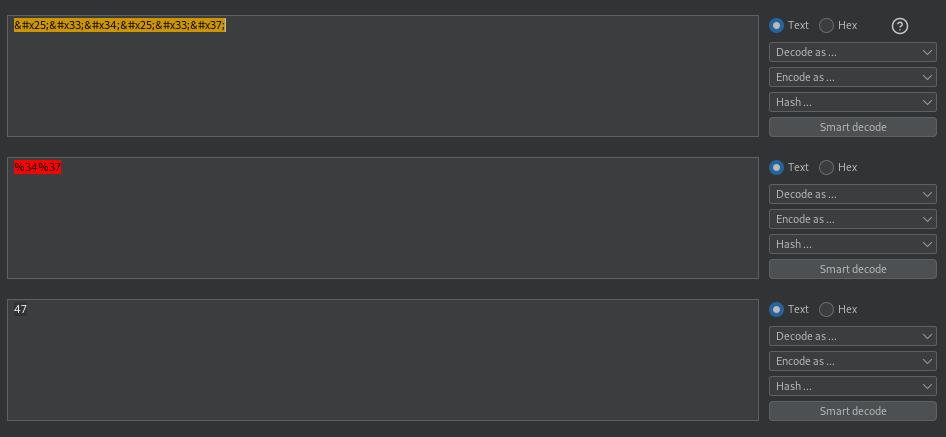 &#x25;&#x33;&#x34;&#x25;&#x33;&#x37;
Text Hex ?
Decode as ...
Encode as ...
Hash ...
Smart decode
%34%37
Text Hex
Decode as ...
Encode as ...
Hash ...
Smart decode
47
Text Hex
Decode as ...
Encode as ...
Hash ...
Smart decode